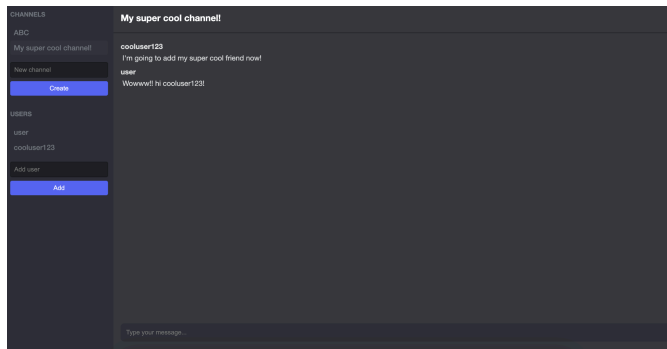 CHANNELS
ABC
My super cool channel!
New channel
Create
USERS
user
cooluser123
Add user
Add
My super cool channel!
cooluser123
I'm going to add my super cool friend now!
user
Wowww!! hi cooluser123!
Type your message...